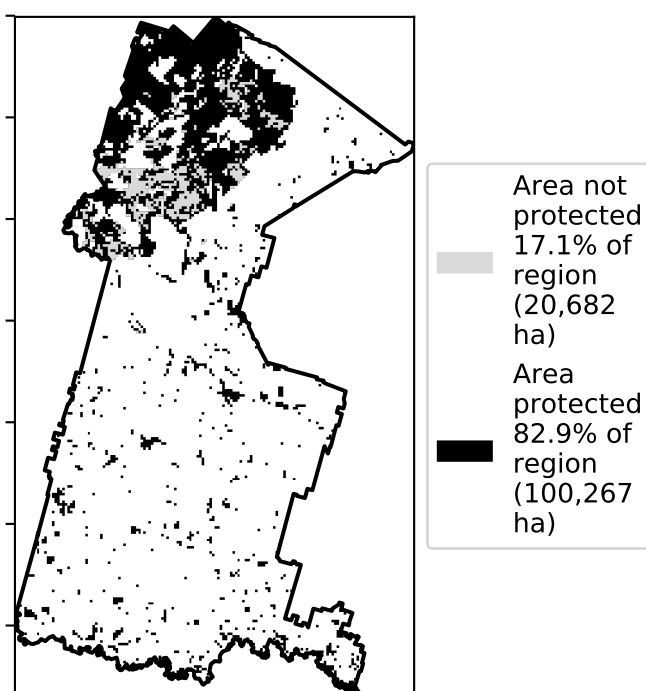 Area not
protected
17.1% of
region
(20,682
ha)
Area
protected
82.9% of
region
(100,267
ha)